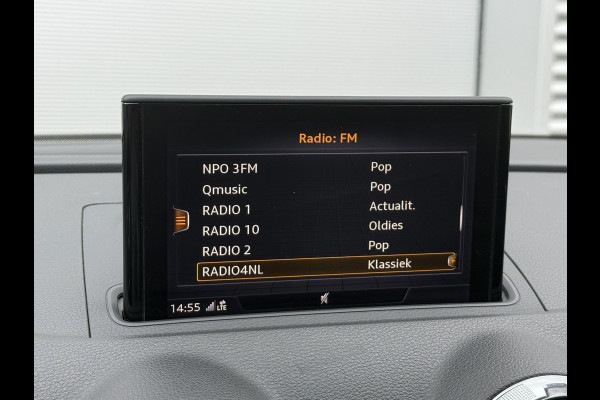 Radio: FM
NPO 3FM Pop
Qmusic Pop
RADIO 1 Actualit.
RADIO 10 Oldies
RADIO 2 Pop
RADIO4NL Klassiek
14:55 LTE